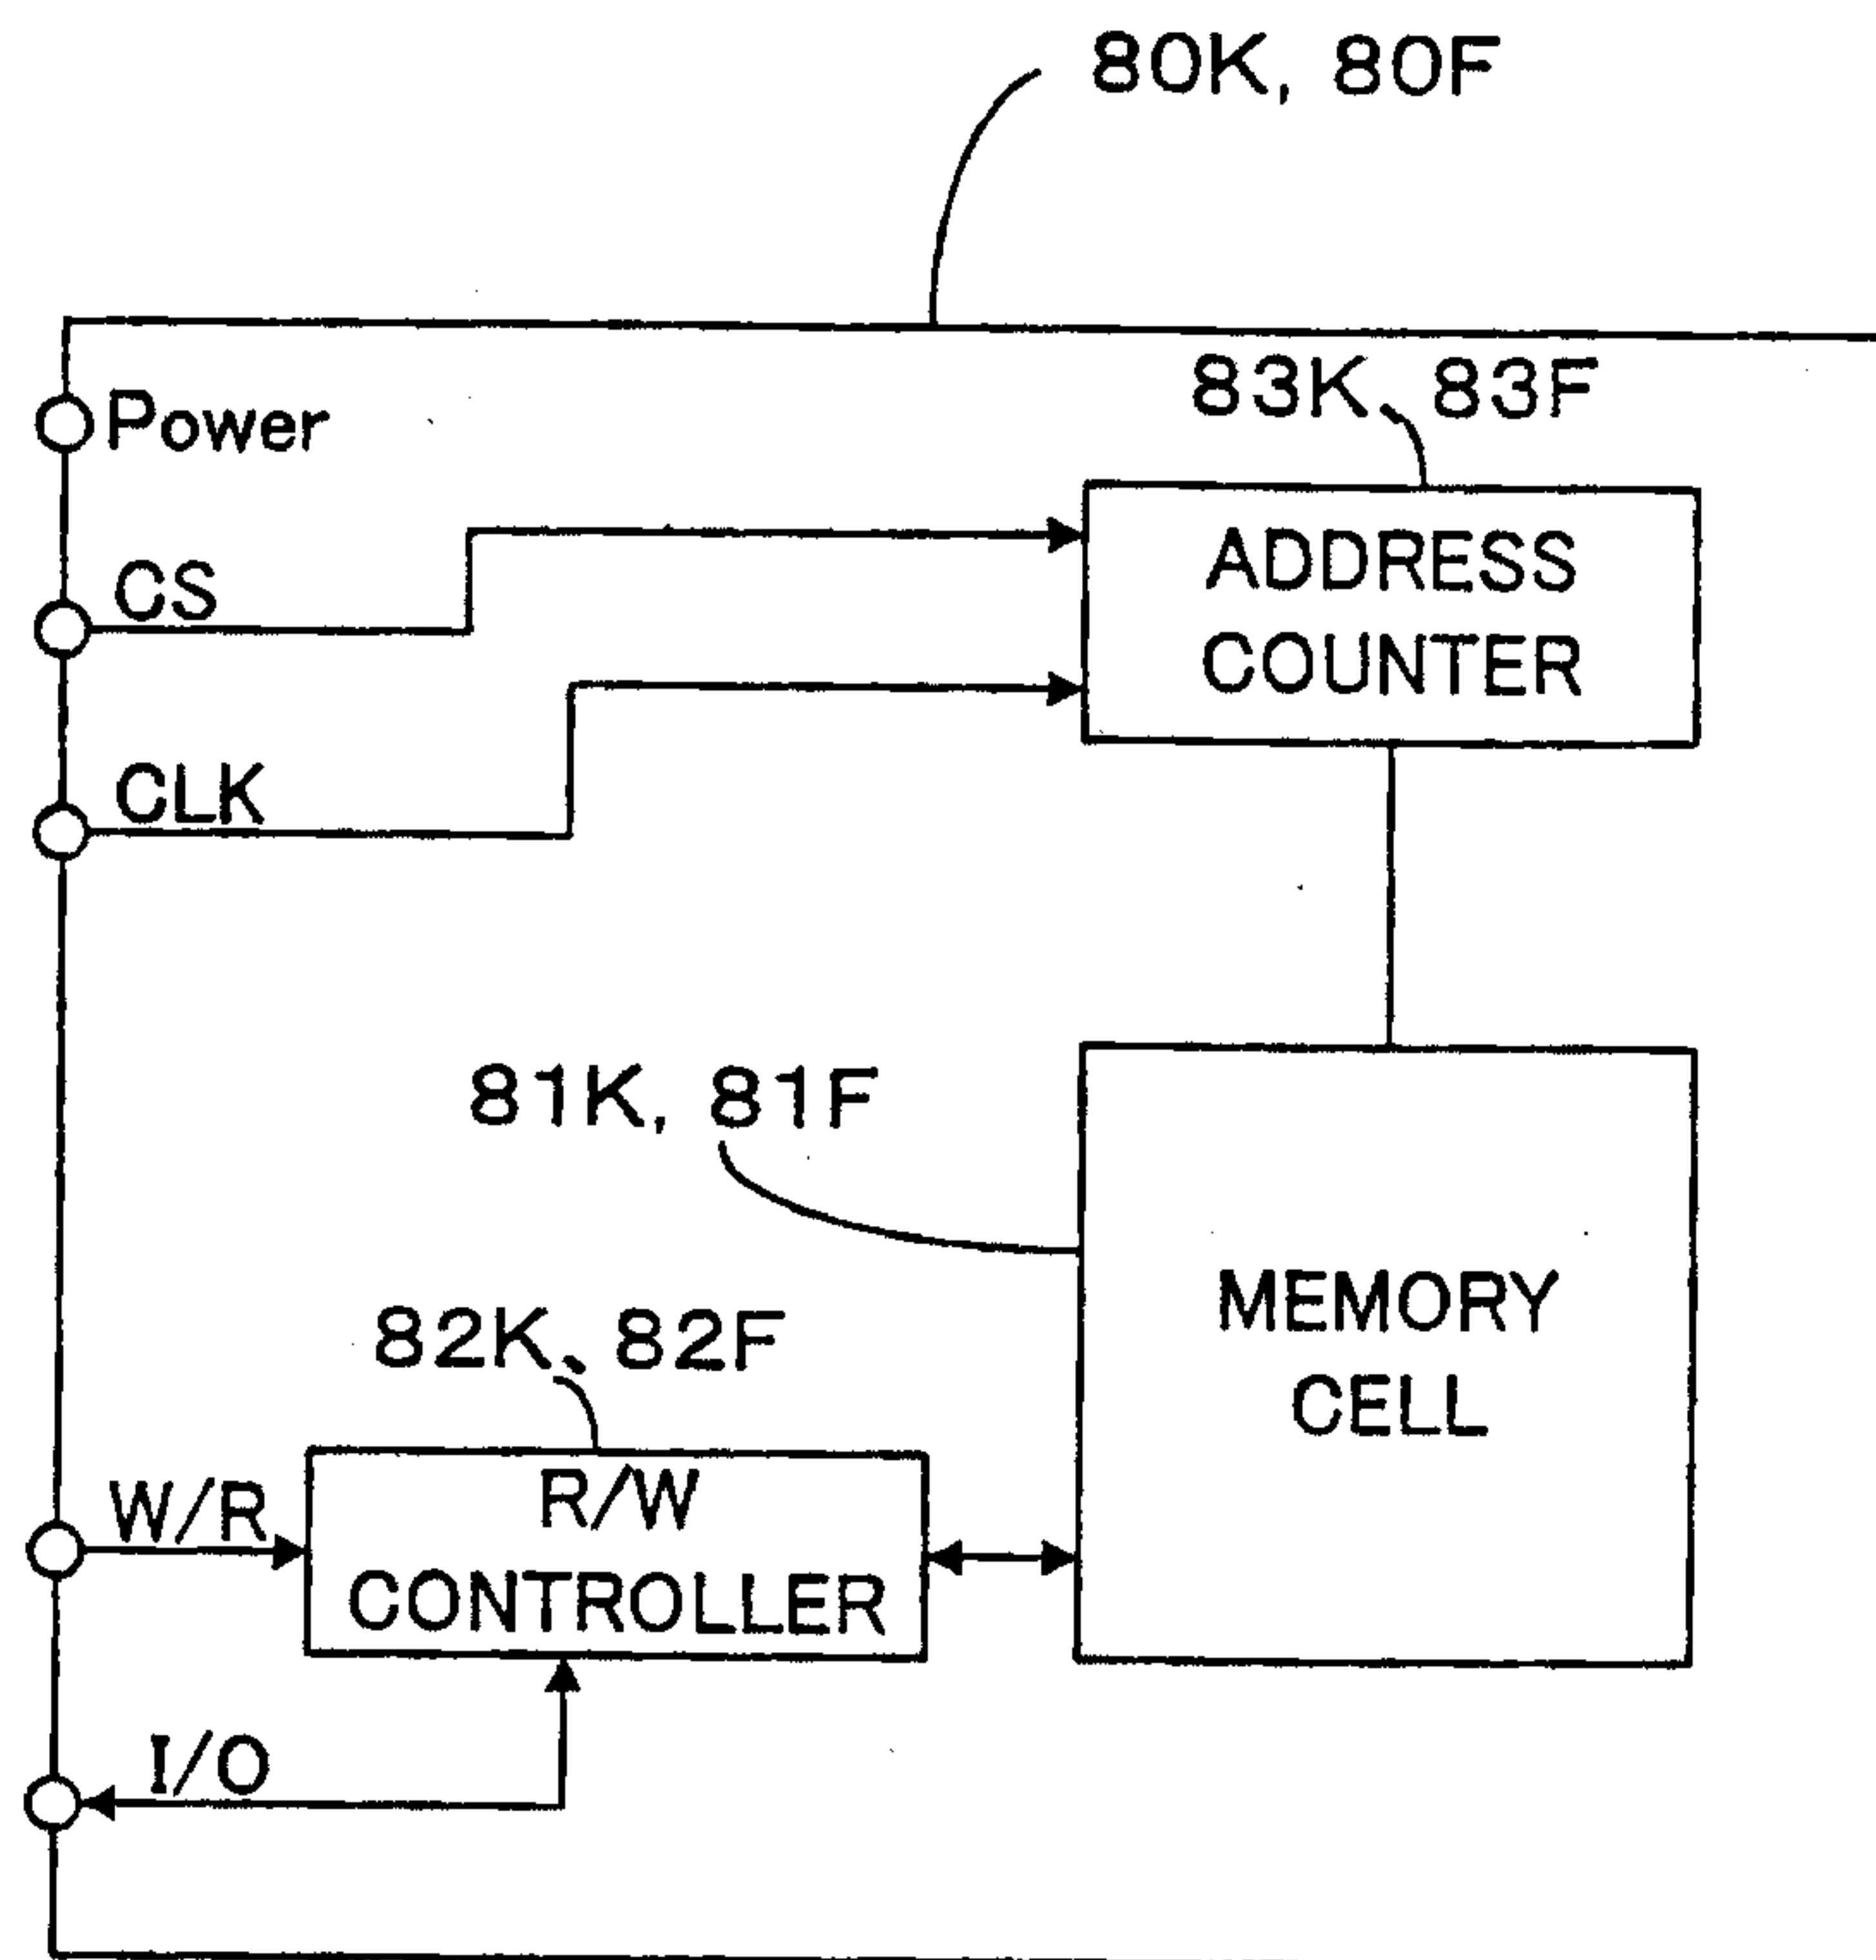 80K, 80F
83K, 83F
Power
ADDRESS
COUNTER
CS
CLK
81K, 81F
MEMORY
CELL
82K, 82F
W/R
R/W
CONTROLLER
I/O